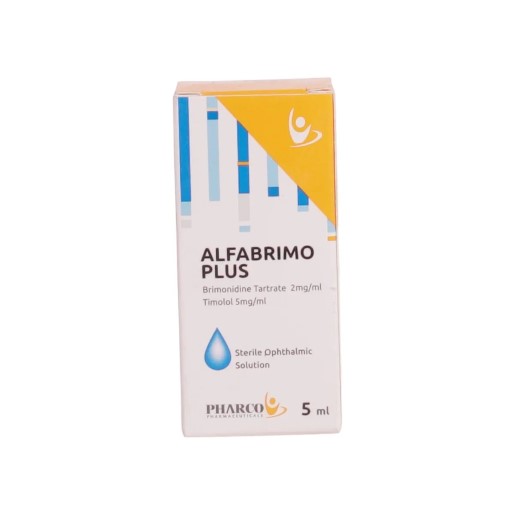 ALFABRIMO
PLUS
Brimonidine Tartrate 2mg/ml
Timolol 5mg/ml
Sterile Ophthalmic
Solution
PHARCO
PHARMACEUTICALS
5 ml